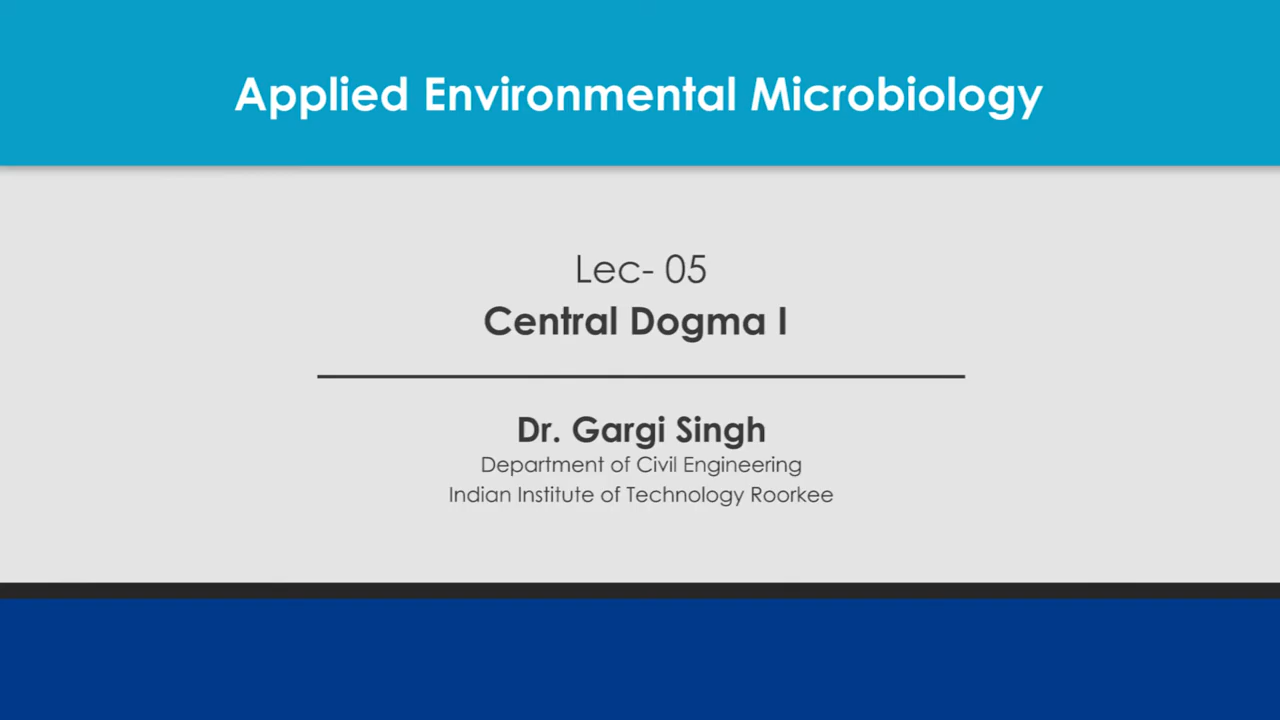 Applied Environmental Microbiology
Lec- 05
Central Dogma I
Dr. Gargi Singh
Department of Civil Engineering
Indian Institute of Technology Roorkee